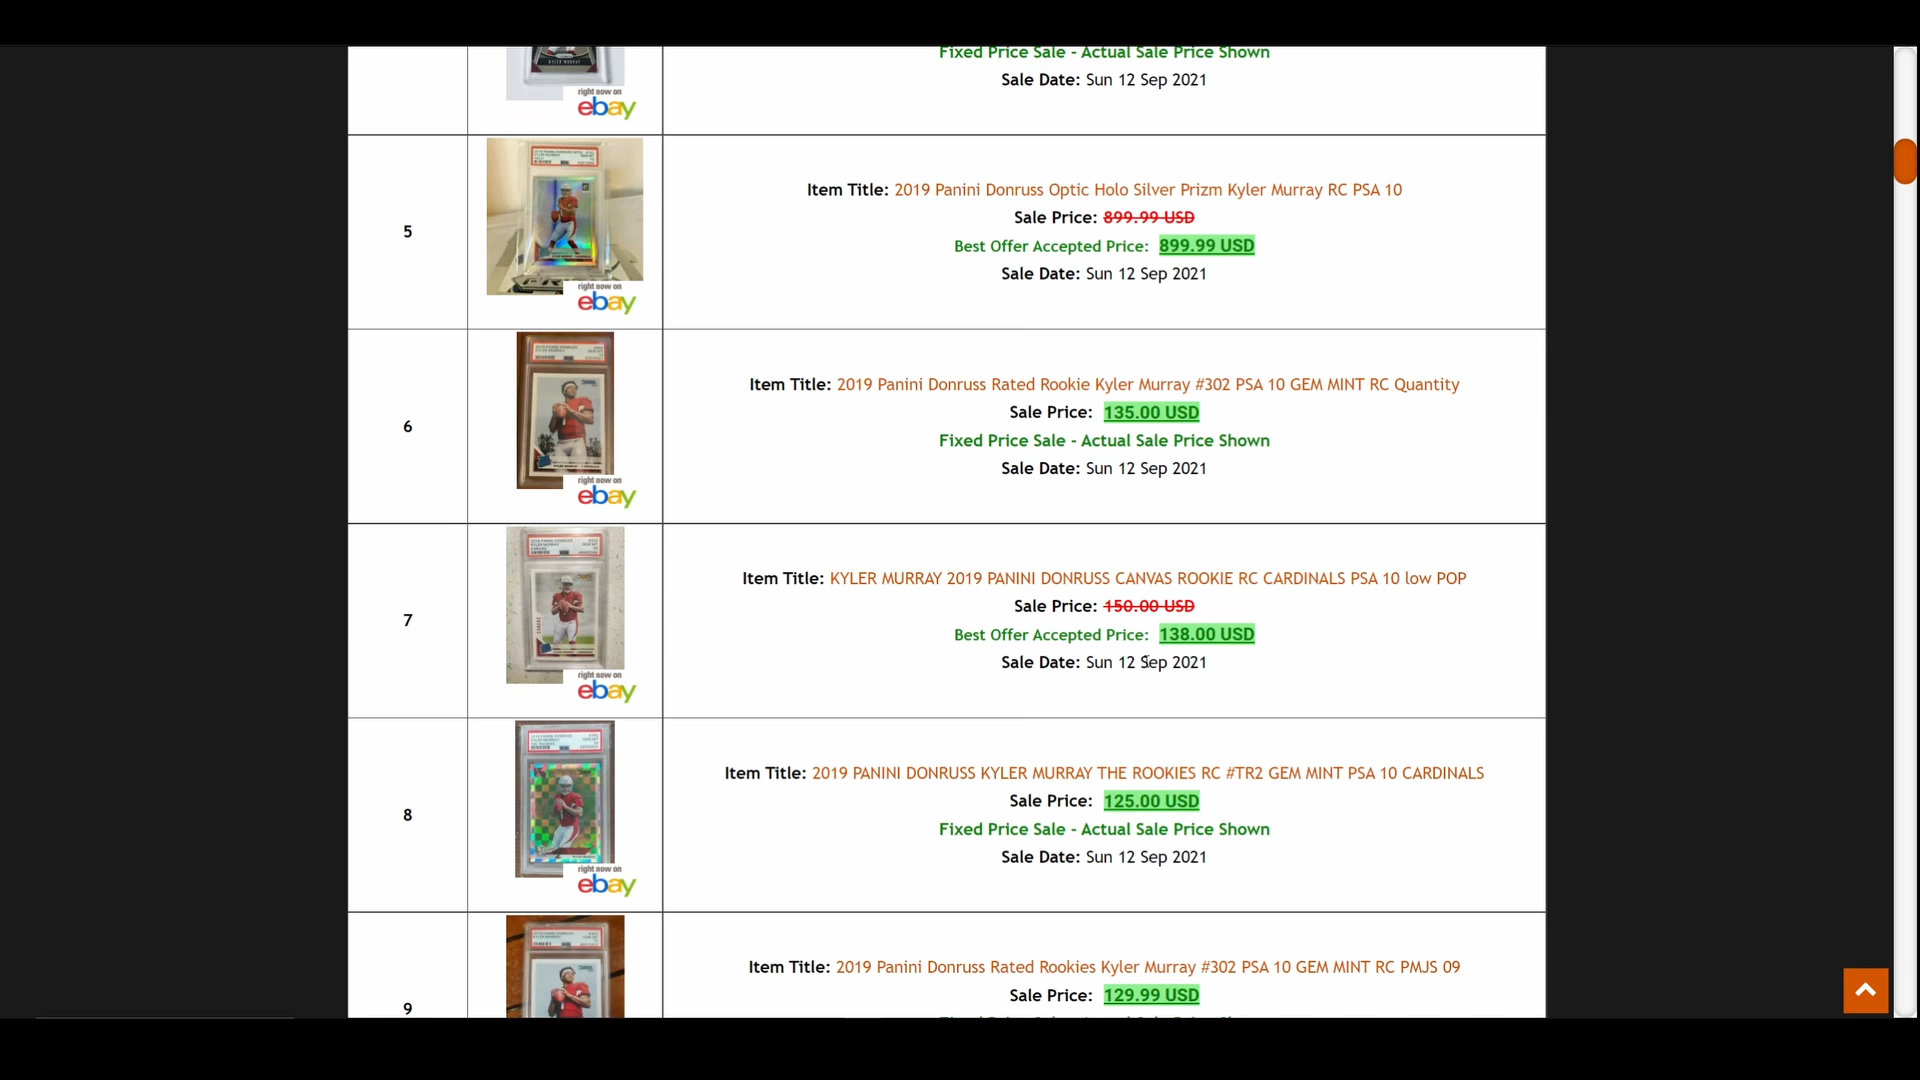 KYLER MURRAY
Fixed Price Sale - Actual Sale Price Shown
Sale Date: Sun 12 Sep 2021
right now on
ebay
5
Item Title: 2019 Panini Donruss Optic Holo Silver Prizm Kyler Murray RC PSA 10
Sale Price: 899.99 USD
Best Offer Accepted Price: 899.99 USD
Sale Date: Sun 12 Sep 2021
right now on
ebay
6
Item Title: 2019 Panini Donruss Rated Rookie Kyler Murray #302 PSA 10 GEM MINT RC Quantity
Sale Price: 135.00 USD
Fixed Price Sale - Actual Sale Price Shown
Sale Date: Sun 12 Sep 2021
right now on
ebay
7
Item Title: KYLER MURRAY 2019 PANINI DONRUSS CANVAS ROOKIE RC CARDINALS PSA 10 low POP
Sale Price: 150.00 USD
Best Offer Accepted Price: 138.00 USD
Sale Date: Sun 12 Sep 2021
right now on
ebay
8
Item Title: 2019 PANINI DONRUSS KYLER MURRAY THE ROOKIES RC #TR2 GEM MINT PSA 10 CARDINALS
Sale Price: 125.00 USD
Fixed Price Sale - Actual Sale Price Shown
Sale Date: Sun 12 Sep 2021
right now on
ebay
9
Item Title: 2019 Panini Donruss Rated Rookies Kyler Murray #302 PSA 10 GEM MINT RC PMJS 09
Sale Price: 129.99 USD